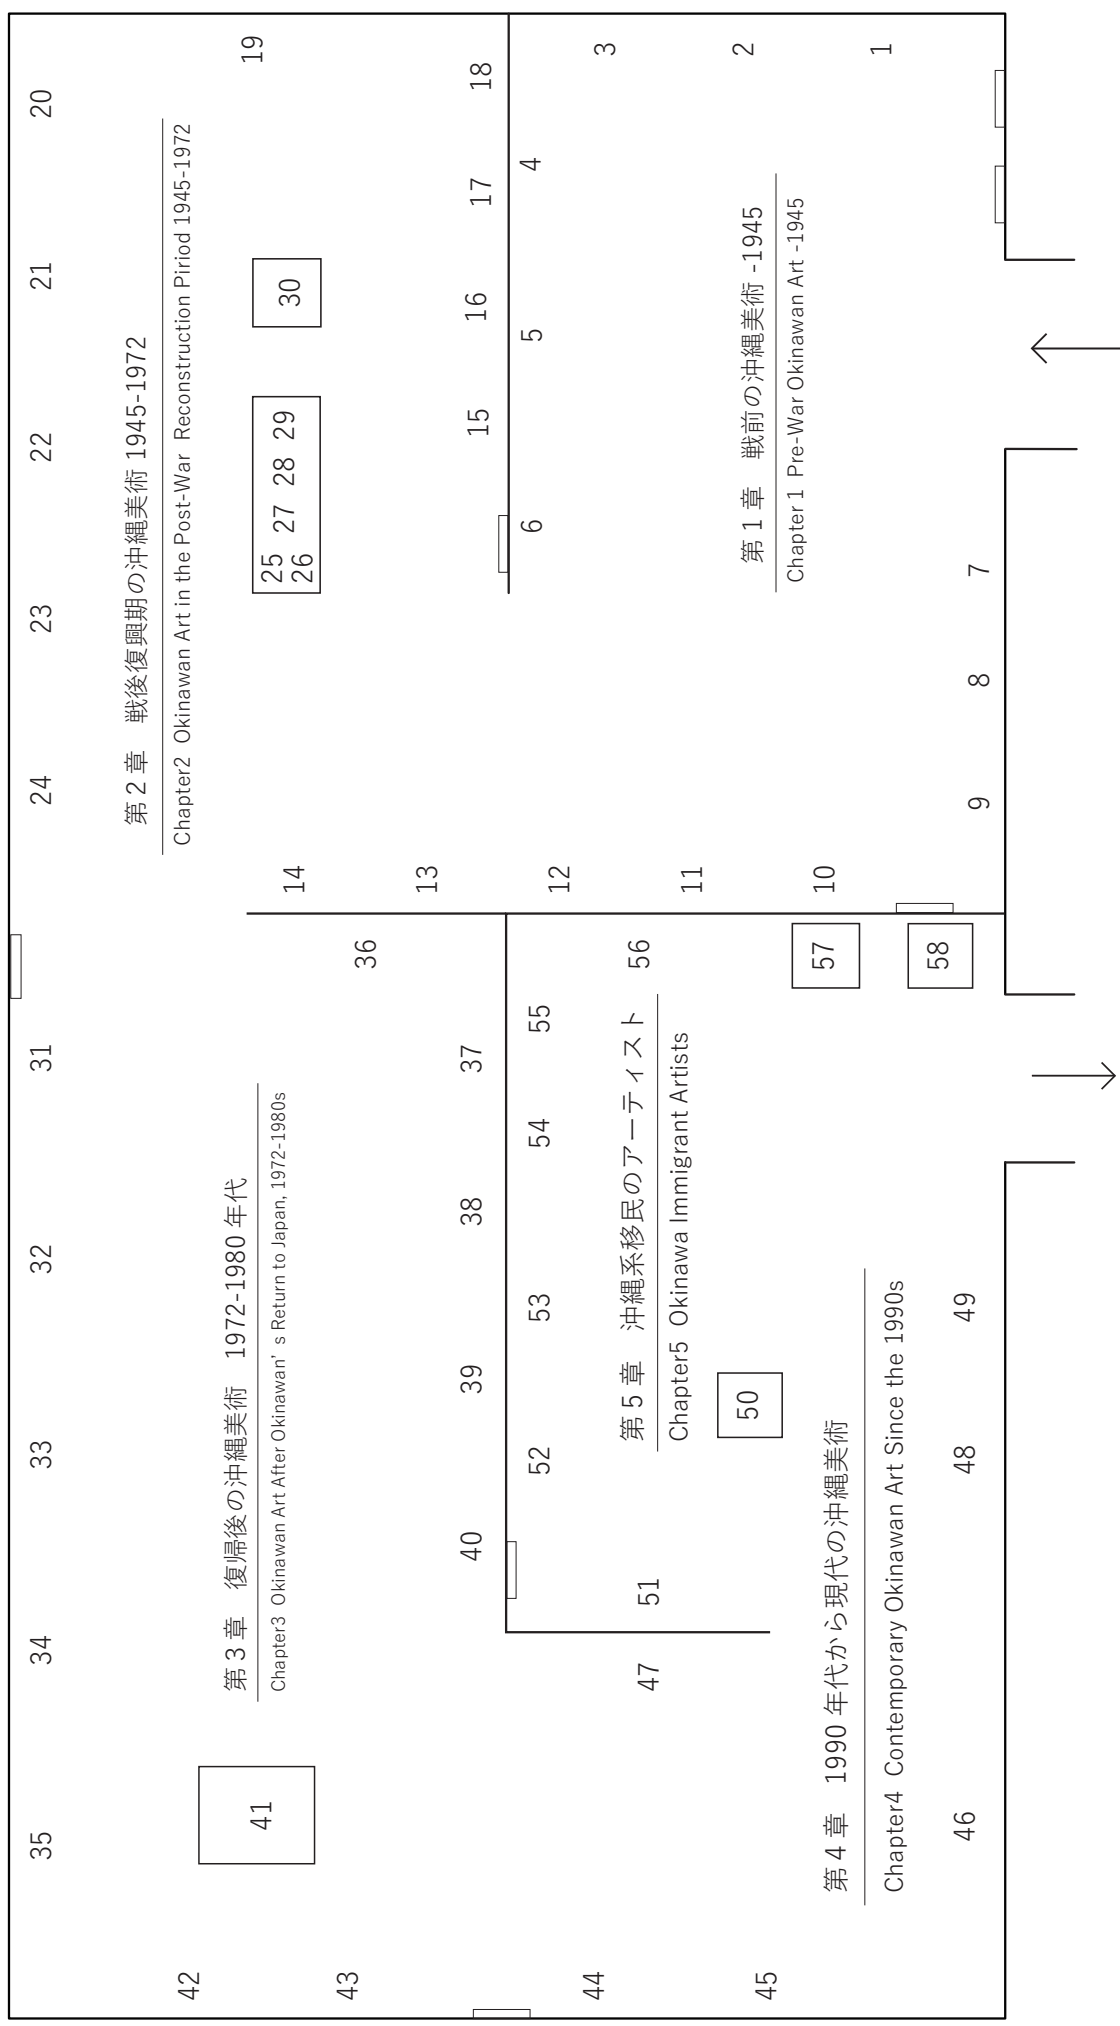 35 34 33 32 31 24 23 22 21 20
第2章　戦後復興期の沖縄美術 1945-1972
Chapter2 Okinawan Art in the Post-War Reconstruction Piriod 1945-1972
42
第3章　復帰後の沖縄美術　1972-1980年代
Chapter3 Okinawan Art After Okinawan’s Return to Japan, 1972-1980s
19
41
25 27 28 29 30
26
14
43
36
13
40 39 38 37 15 16 17 18
52 53 54 55 12 6 5 4
44
3
第5章　沖縄系移民のアーティスト
Chapter5 Okinawa Immigrant Artists
47 51 56 11
2
第1章　戦前の沖縄美術 -1945
Chapter 1 Pre-War Okinawan Art -1945
45
50
57 10
第4章　1990年代から現代の沖縄美術
Chapter4 Contemporary Okinawan Art Since the 1990s
1
58
46 48 49 9 8 7